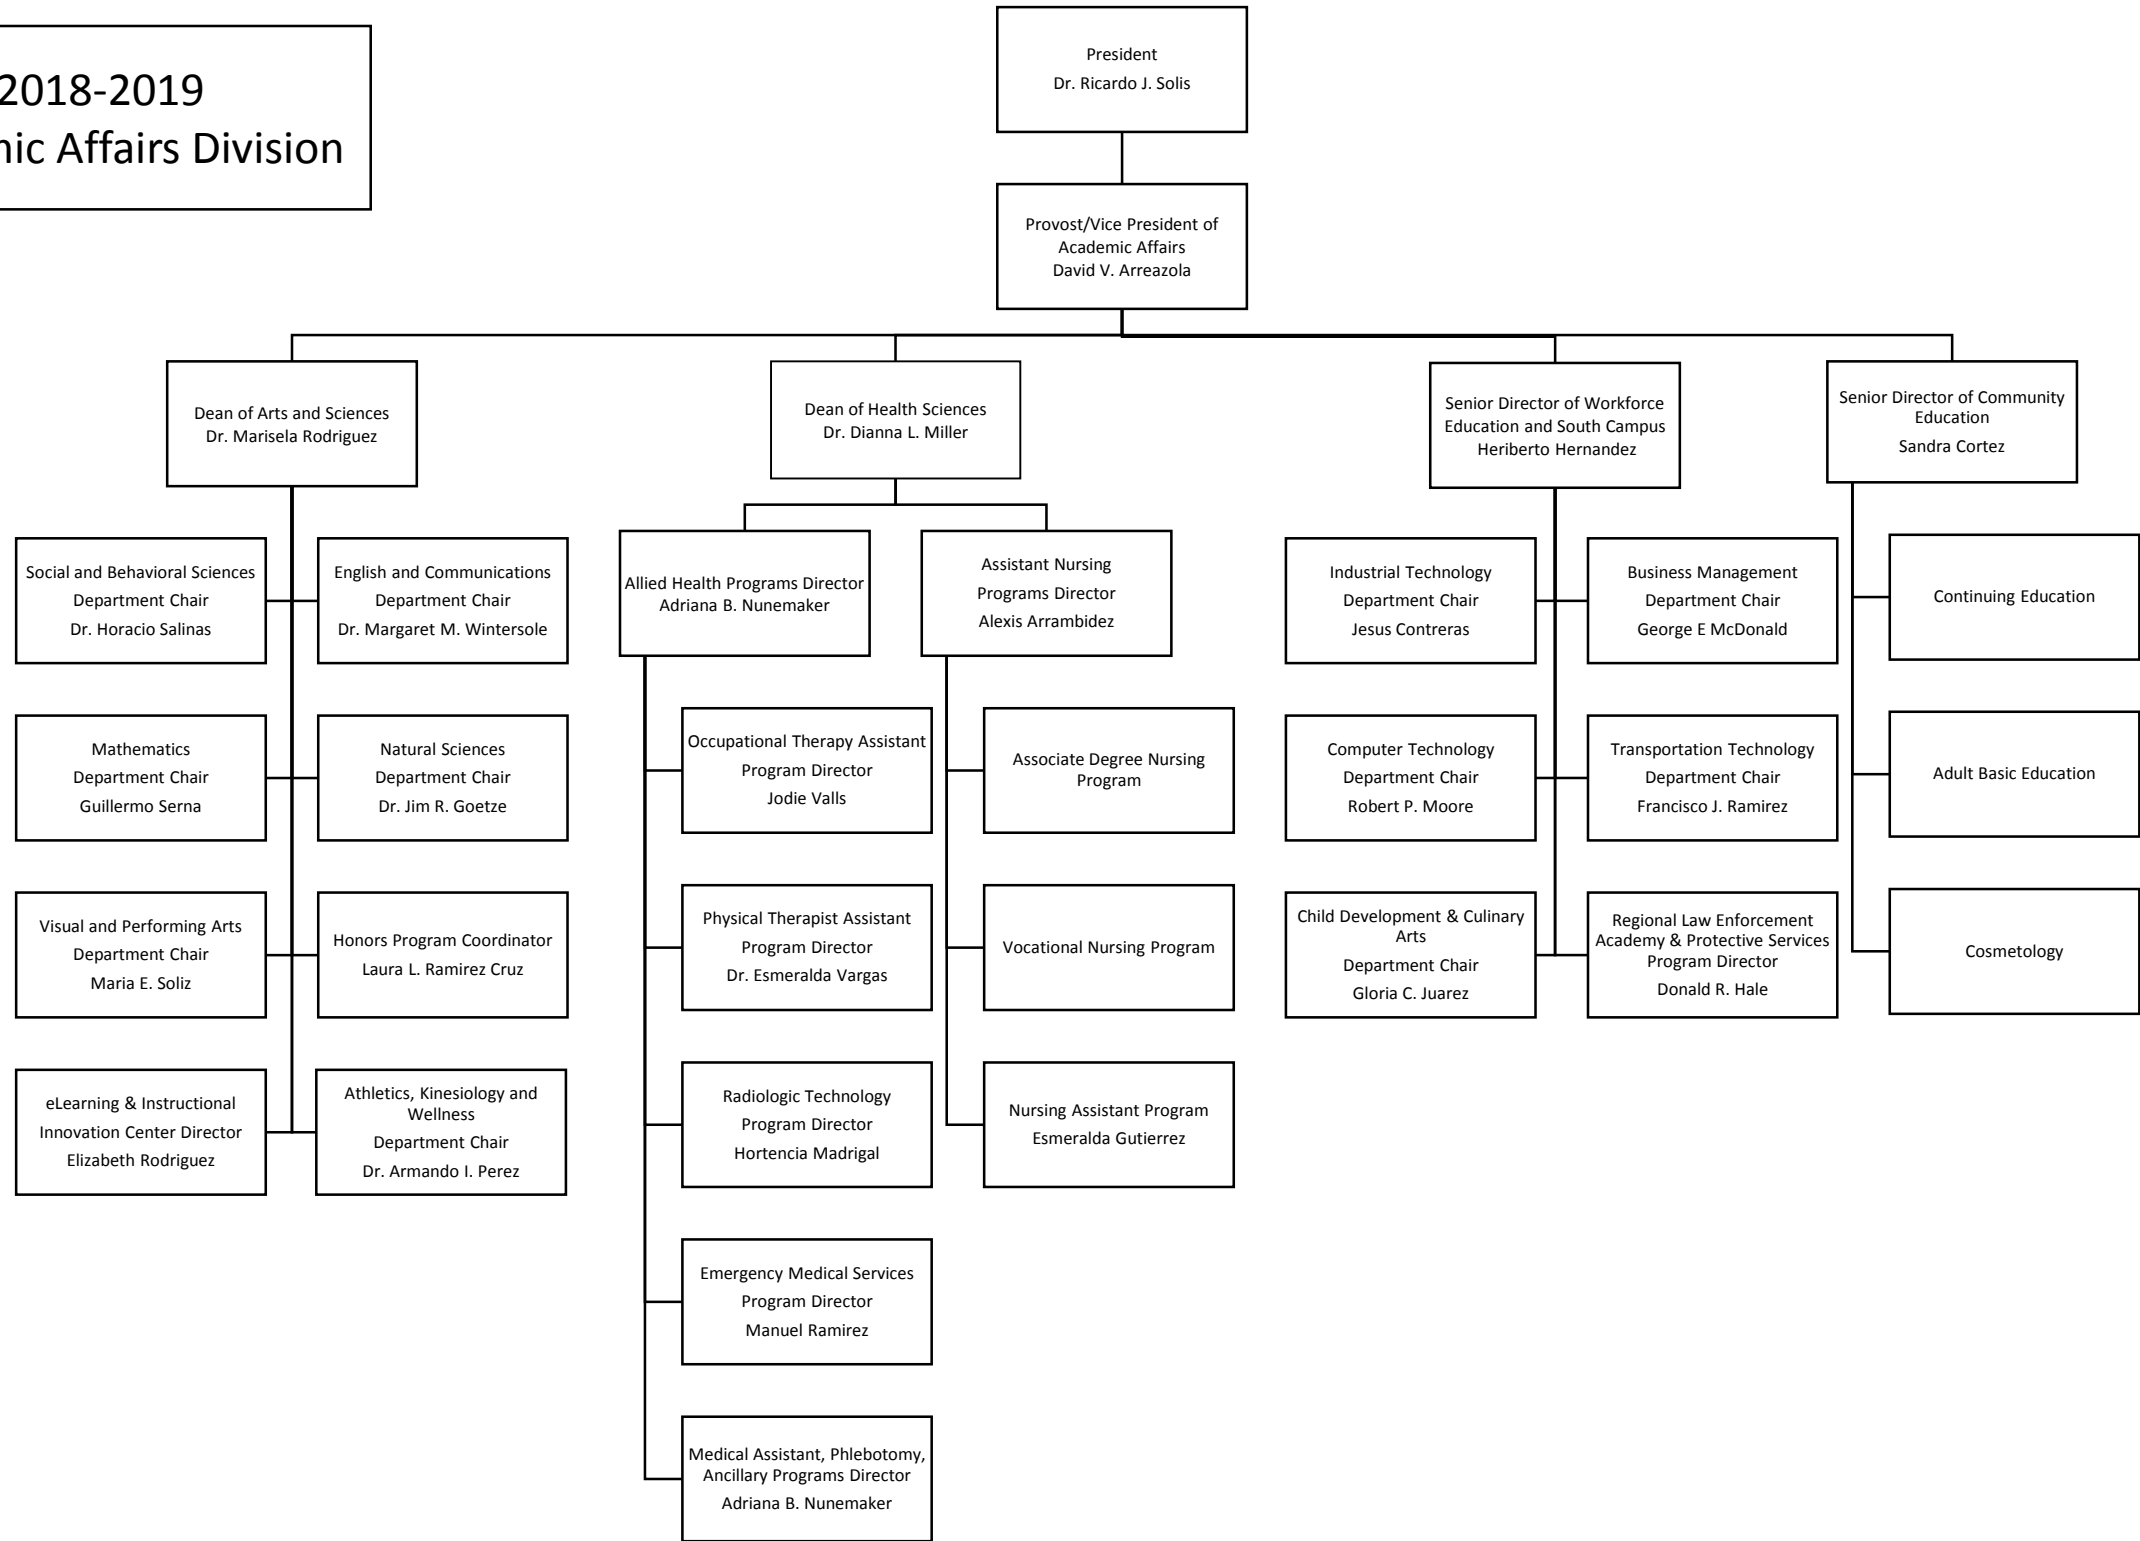 2018-2019
Affairs Division
President
Dr. Ricardo J. Solis
Provost/Vice President of
Academic Affairs
David V. Arreazola
Dean of Arts and Sciences
Dr. Marisela Rodriguez
Dean of Health Sciences
Dr. Dianna L. Miller
Senior Director of Workforce
Education and South Campus
Heriberto Hernandez
Senior Director of Community
Education
Sandra Cortez
Social and Behavioral Sciences
Department Chair
Dr. Horacio Salinas
English and Communications
Department Chair
Dr. Margaret M. Wintersole
Mathematics
Department Chair
Guillermo Serna
Natural Sciences
Department Chair
Dr. Jim R. Goetze
Visual and Performing Arts
Department Chair
Maria E. Soliz
Honors Program Coordinator
Laura L. Ramirez Cruz
eLearning & Instructional
Innovation Center Director
Elizabeth Rodriguez
Athletics, Kinesiology and
Wellness
Department Chair
Dr. Armando I. Perez
Allied Health Programs Director
Adriana B. Nunemaker
Occupational Therapy Assistant
Program Director
Jodie Valls
Physical Therapist Assistant
Program Director
Dr. Esmeralda Vargas
Radiologic Technology
Program Director
Hortencia Madrigal
Emergency Medical Services
Program Director
Manuel Ramirez
Medical Assistant, Phlebotomy,
Ancillary Programs Director
Adriana B. Nunemaker
Assistant Nursing
Programs Director
Alexis Arrambidez
Associate Degree Nursing
Program
Vocational Nursing Program
Nursing Assistant Program
Esmeralda Gutierrez
Industrial Technology
Department Chair
Jesus Contreras
Business Management
Department Chair
George E McDonald
Computer Technology
Department Chair
Robert P. Moore
Transportation Technology
Department Chair
Francisco J. Ramirez
Child Development & Culinary
Arts
Department Chair
Gloria C. Juarez
Regional Law Enforcement
Academy & Protective Services
Program Director
Donald R. Hale
Continuing Education
Adult Basic Education
Cosmetology